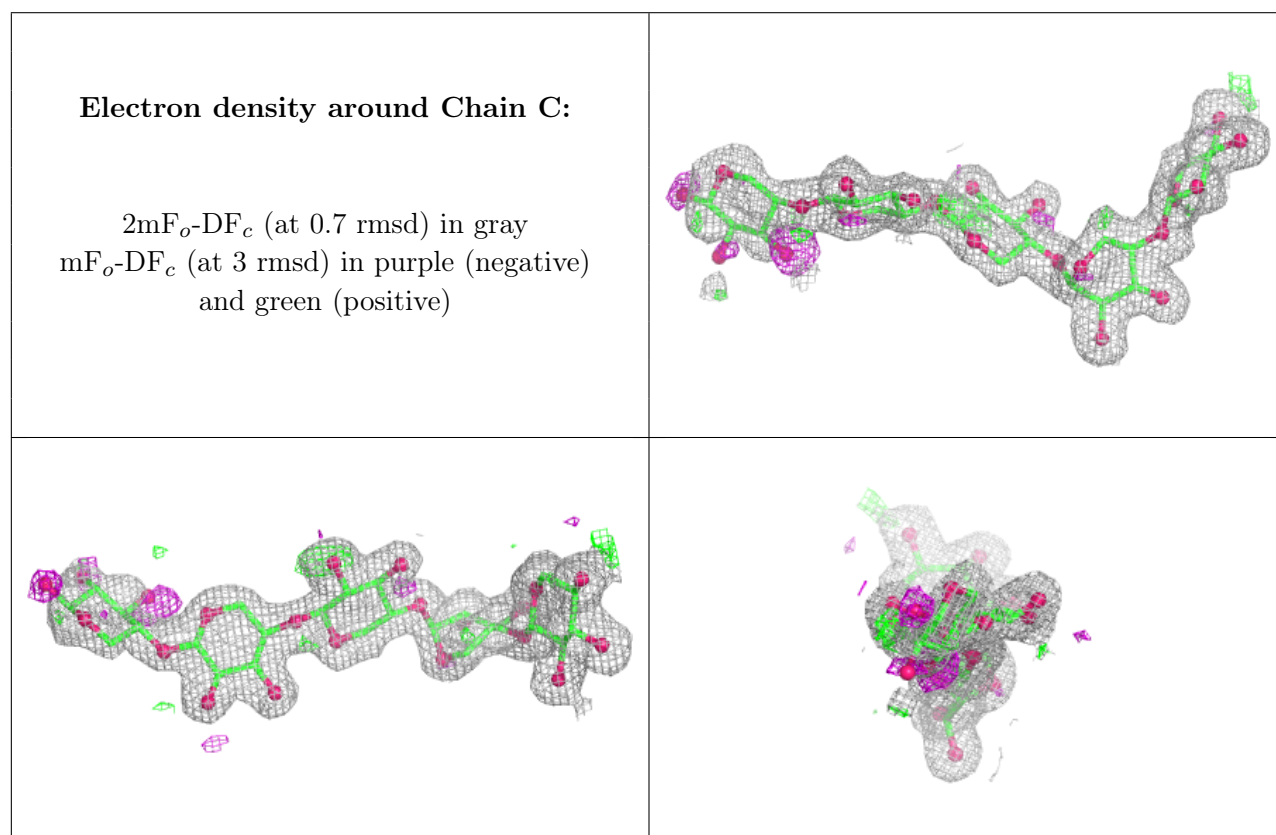 Electron density around Chain C:
2mFₒ-DF𝒸 (at 0.7 rmsd) in gray
mFₒ-DF𝒸 (at 3 rmsd) in purple (negative)
and green (positive)